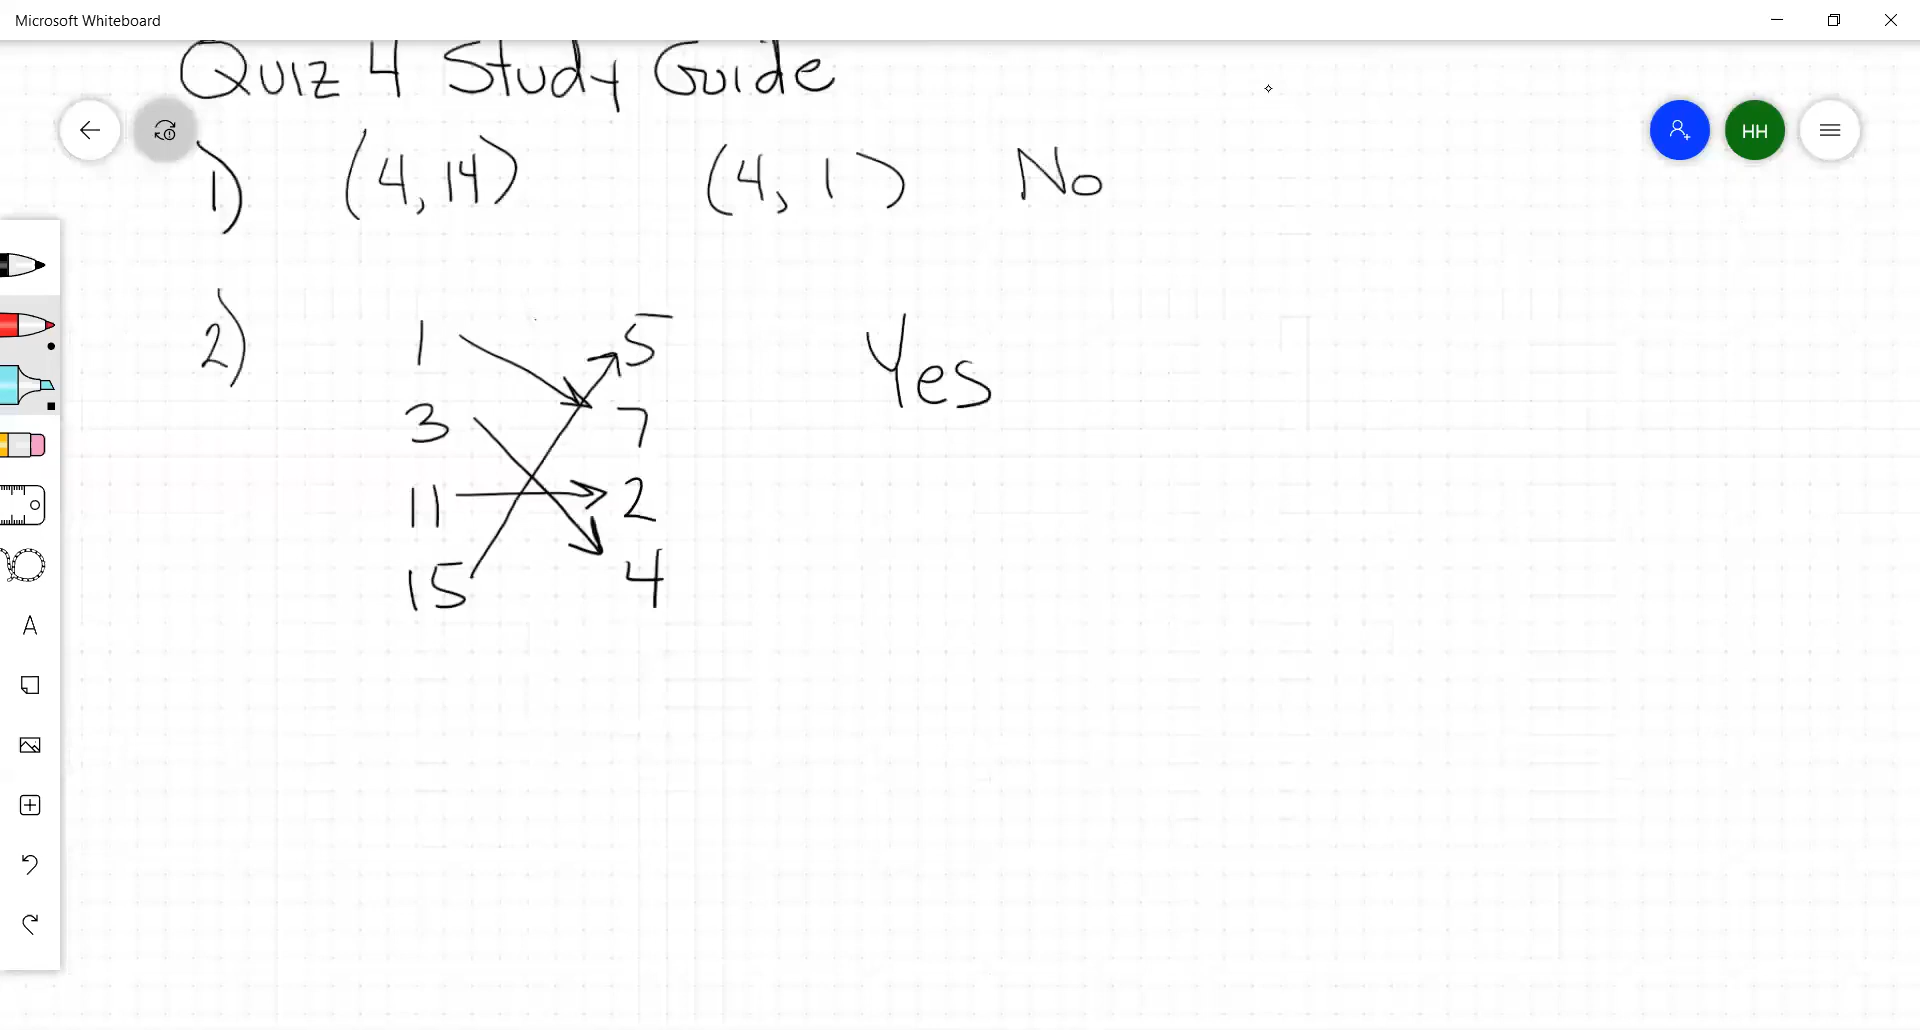 Microsoft Whiteboard
Quiz 4 Study Guide
HH
1) (4, 14) (4, 1) No
2) 1 5 Yes
3 7
11 2
15 4
A